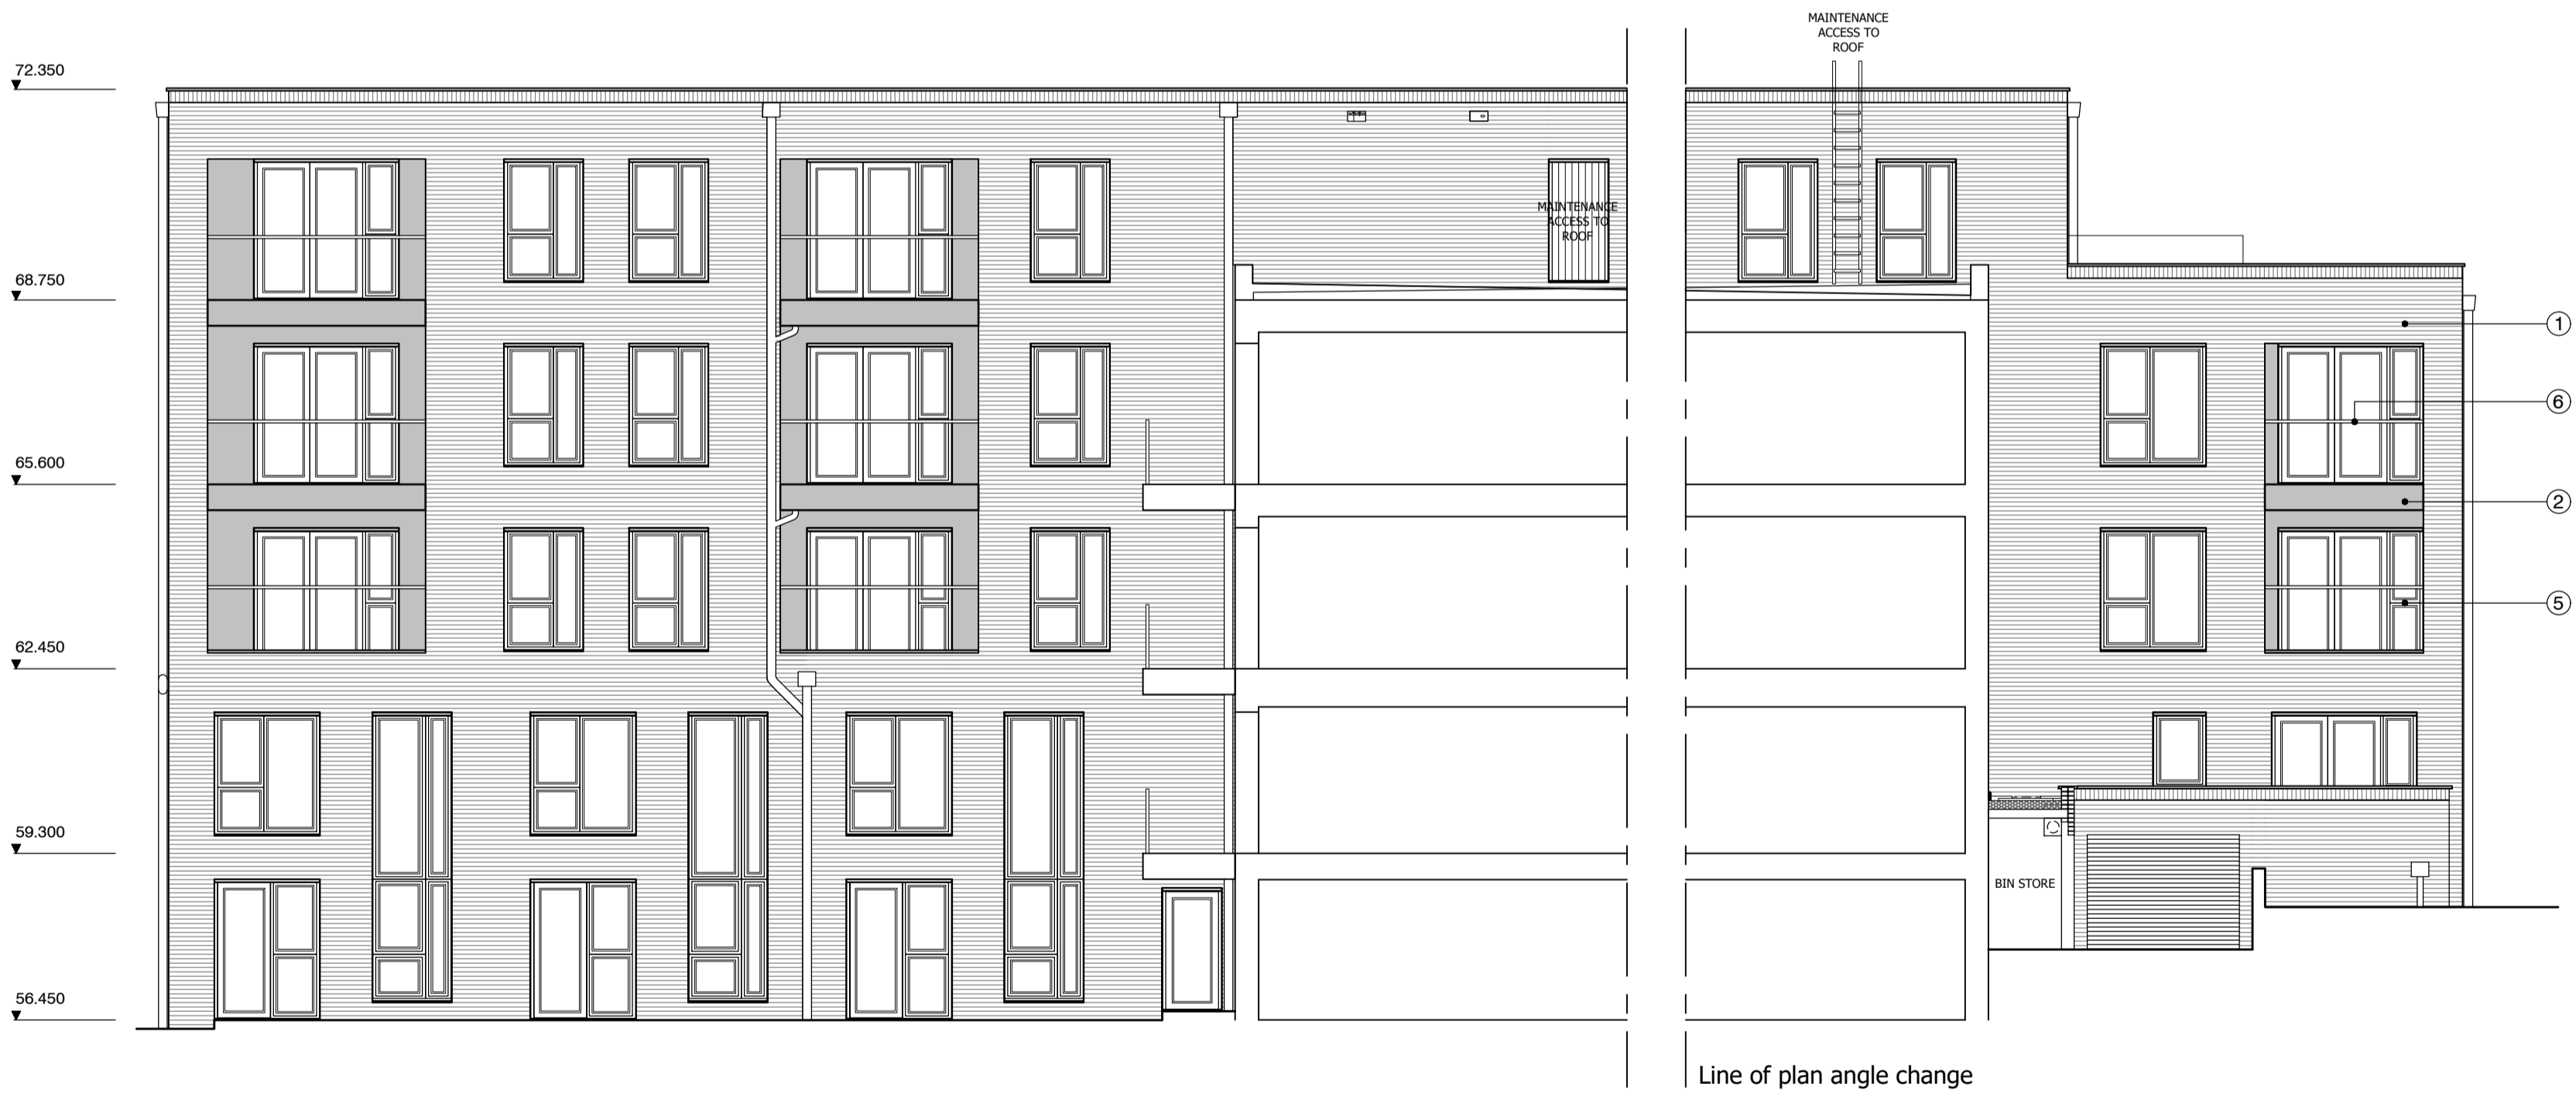 MAINTENANCE
ACCESS TO
ROOF
72.350
MAINTENANCE
ACCESS TO
ROOF
68.750
1
6
65.600
2
5
62.450
59.300
BIN STORE
56.450
Line of plan angle change